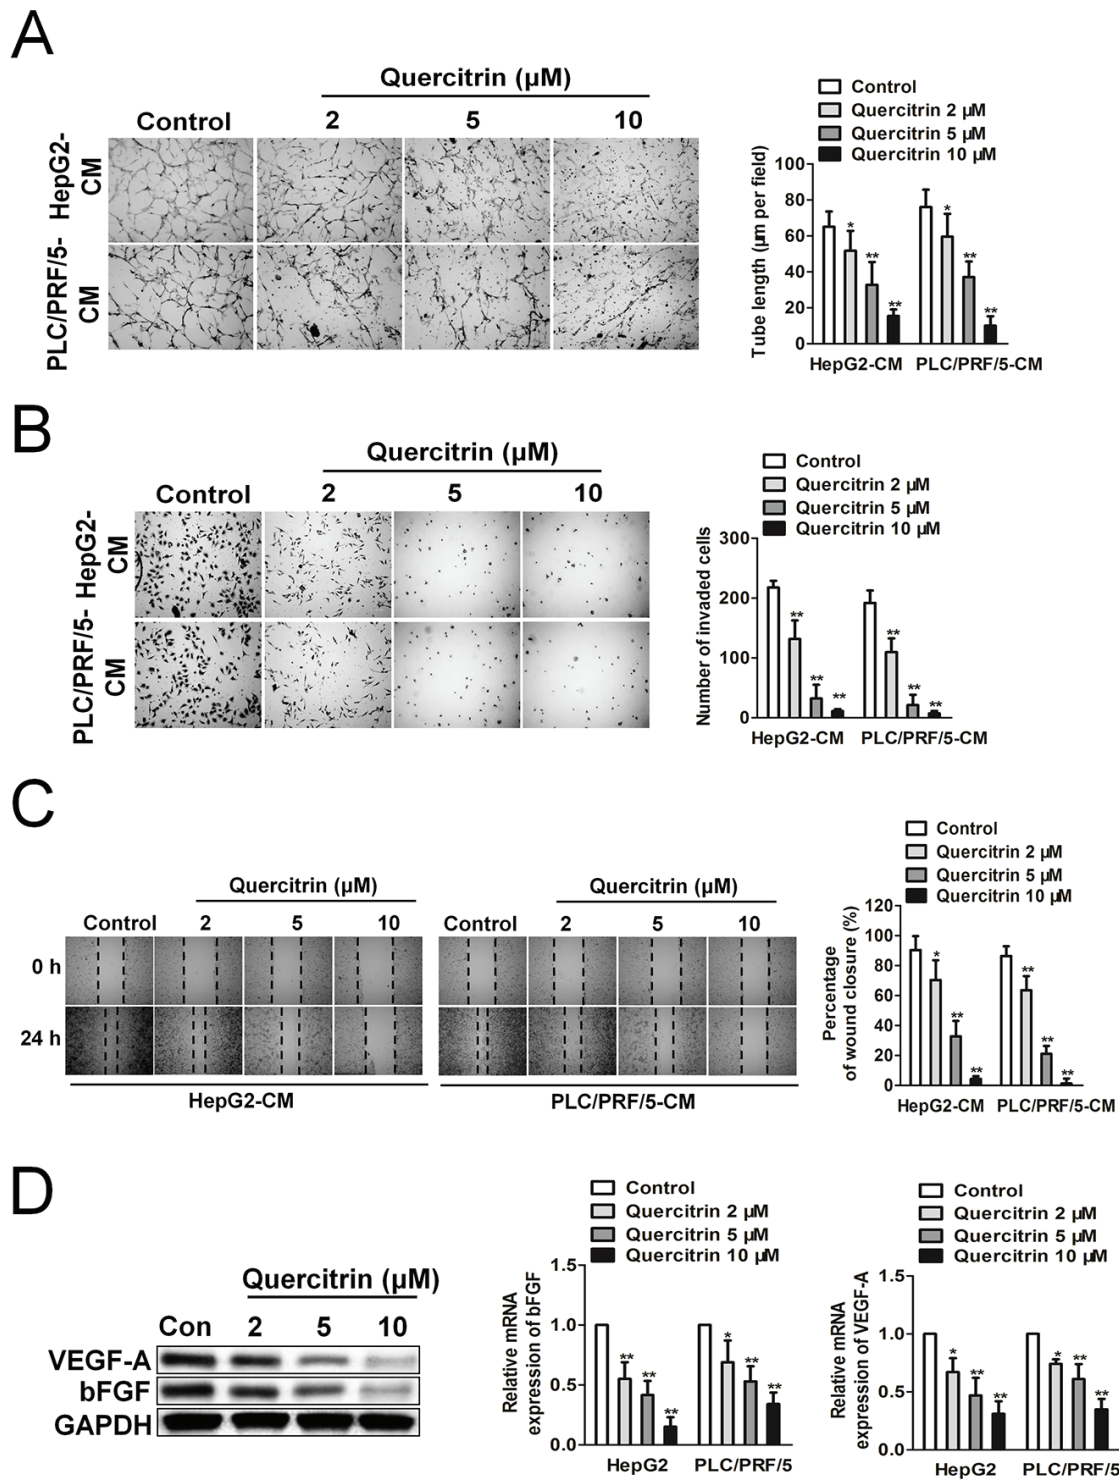 A
Quercitrin (μM)
Control 2 5 10
HepG2-
CM
PLC/PRF/5-
CM
Control
Quercitrin 2 μM
Quercitrin 5 μM
Quercitrin 10 μM
Tube length (μm per field)
100
80
60
40
20
0
* ** ** * ** **
HepG2-CM PLC/PRF/5-CM
B
Quercitrin (μM)
Control 2 5 10
HepG2-
CM
PLC/PRF/5-
CM
Control
Quercitrin 2 μM
Quercitrin 5 μM
Quercitrin 10 μM
Number of invaded cells
300
200
100
0
** ** ** ** ** **
HepG2-CM PLC/PRF/5-CM
C
Quercitrin (μM)
Control 2 5 10
Quercitrin (μM)
Control 2 5 10
0 h
24 h
HepG2-CM
PLC/PRF/5-CM
Control
Quercitrin 2 μM
Quercitrin 5 μM
Quercitrin 10 μM
Percentage
of wound closure (%)
120
100
80
60
40
20
0
* ** ** ** ** **
HepG2-CM PLC/PRF/5-CM
D
Quercitrin (μM)
Con 2 5 10
VEGF-A
bFGF
GAPDH
Control
Quercitrin 2 μM
Quercitrin 5 μM
Quercitrin 10 μM
Relative mRNA
expression of bFGF
1.5
1.0
0.5
0.0
** ** ** * ** **
HepG2 PLC/PRF/5
Control
Quercitrin 2 μM
Quercitrin 5 μM
Quercitrin 10 μM
Relative mRNA
expression of VEGF-A
1.5
1.0
0.5
0.0
* ** ** * ** **
HepG2 PLC/PRF/5